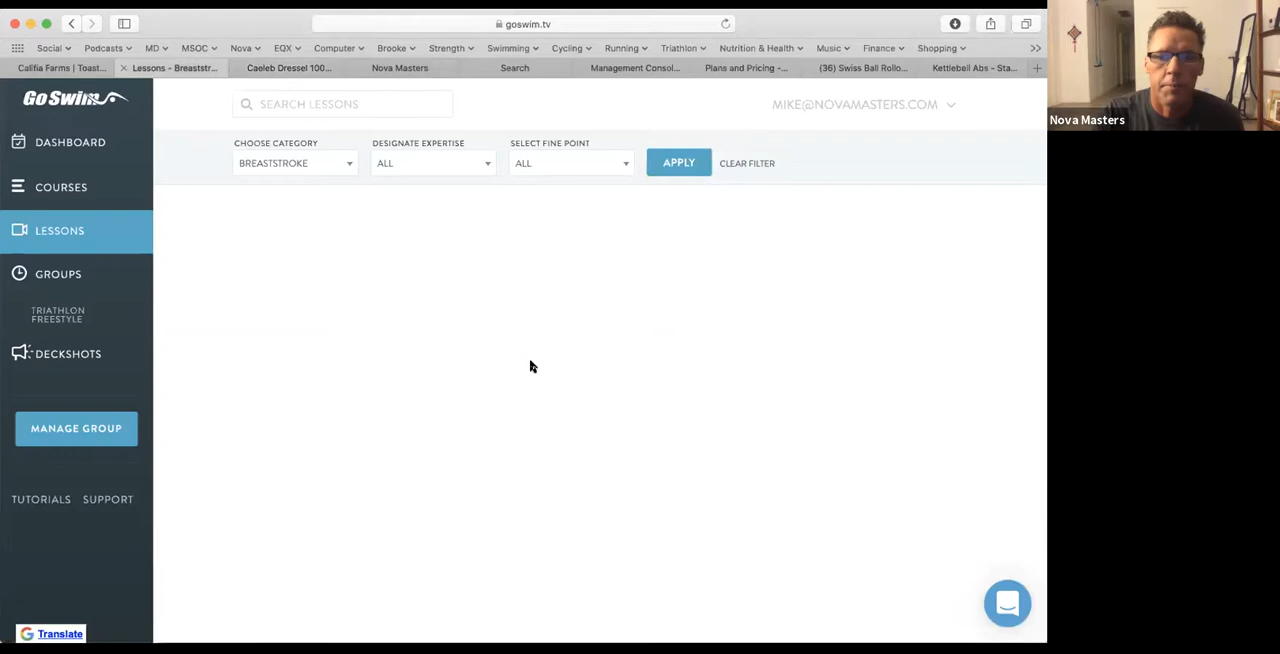 goswim.tv
Social Podcasts MD MSOC Nova EQX Computer Brooke Strength Swimming Cycling Running Triathlon Nutrition & Health Music Finance Shopping
Califia Farms | Toast... Lessons - Breaststr... Caeleb Dressel 100... Nova Masters Search Management Consol... Plans and Pricing -... (36) Swiss Ball Rollo... Kettlebell Abs - Sta...
Nova Masters
GoSwim
SEARCH LESSONS
MIKE@NOVAMASTERS.COM
CHOOSE CATEGORY DESIGNATE EXPERTISE SELECT FINE POINT
BREASTSTROKE ALL ALL APPLY CLEAR FILTER
DASHBOARD
COURSES
LESSONS
GROUPS
TRIATHLON
FREESTYLE
DECKSHOTS
MANAGE GROUP
TUTORIALS SUPPORT
G Translate